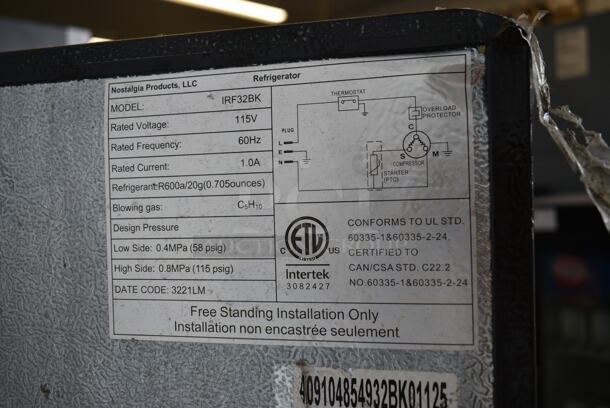 Nostalgia Products, LLC
Refrigerator
MODEL: IRF32BK
Rated Voltage: 115V
Rated Frequency: 60Hz
Rated Current: 1.0A
Refrigerant:R600a/20g(0.705ounces)
Blowing gas: C₅H₁₀
Design Pressure
Low Side: 0.4MPa (58 psig)
High Side: 0.8MPa (115 psig)
DATE CODE: 3221LM
THERMOSTAT
OVERLOAD
PROTECTOR
PLUG
C
L
E
N
S
M
COMPRESSOR
STARTER
(PTC)
ETL
C
US
LISTED
Intertek
3082427
CONFORMS TO UL STD.
60335-1&60335-2-24,
CERTIFIED TO
CAN/CSA STD. C22.2
NO.60335-1&60335-2-24
Free Standing Installation Only
Installation non encastrée seulement
409104854932BK01125